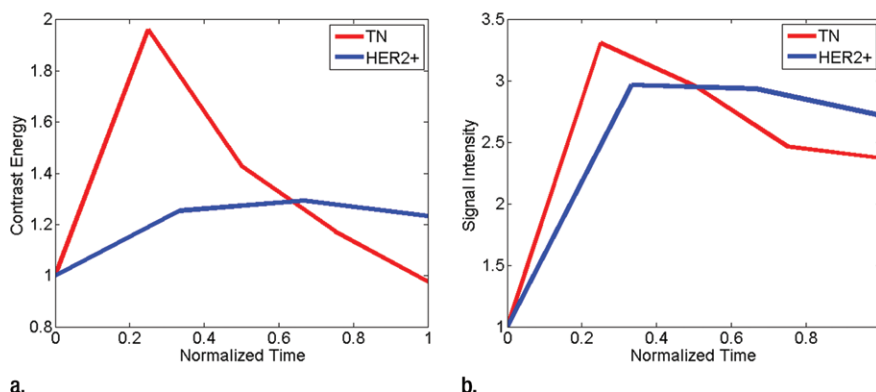 2
1.8
1.6
1.4
1.2
1
0.8
Contrast Energy
0 0.2 0.4 0.6 0.8 1
Normalized Time
TN
HER2+
a.
3.5
3
2.5
2
1.5
1
Signal Intensity
0 0.2 0.4 0.6 0.8
Normalized Time
TN
HER2+
b.